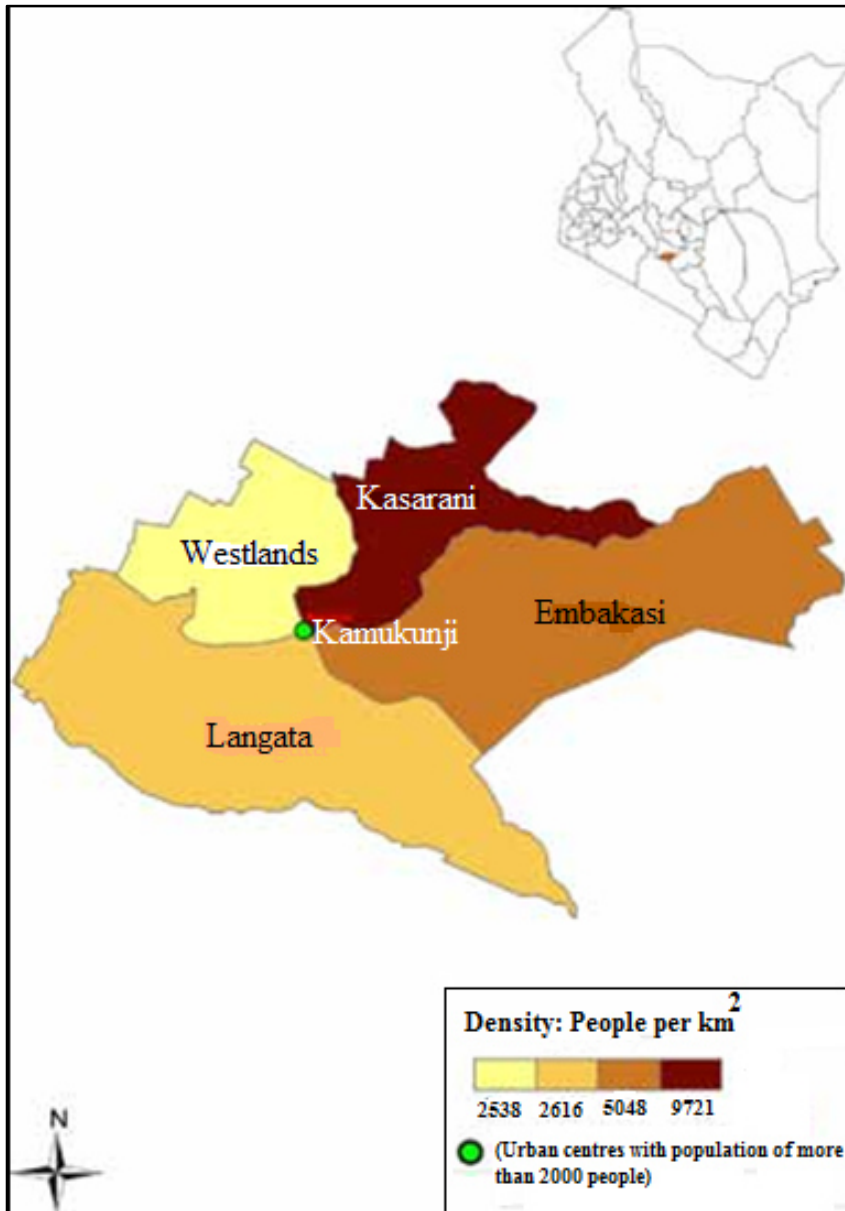 Kasarani
Westlands
Embakasi
Kamukunji
Langata
N
Density: People per km2
2538 2616 5048 9721
(Urban centres with population of more
than 2000 people)